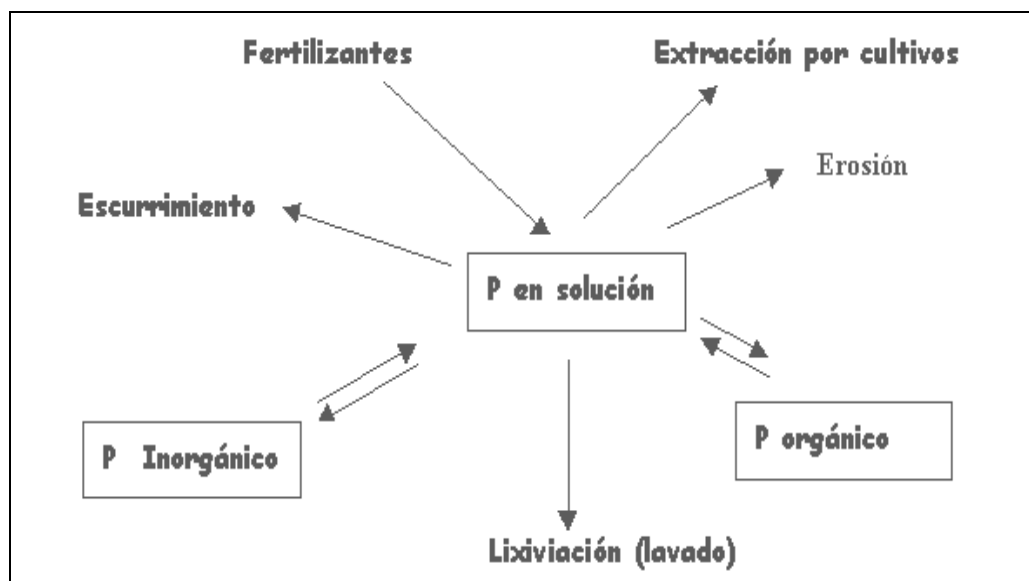 Fertilizantes
Extracción por cultivos
Erosión
Escurrimiento
P en solución
P Inorgánico
P orgánico
Lixiviación (lavado)